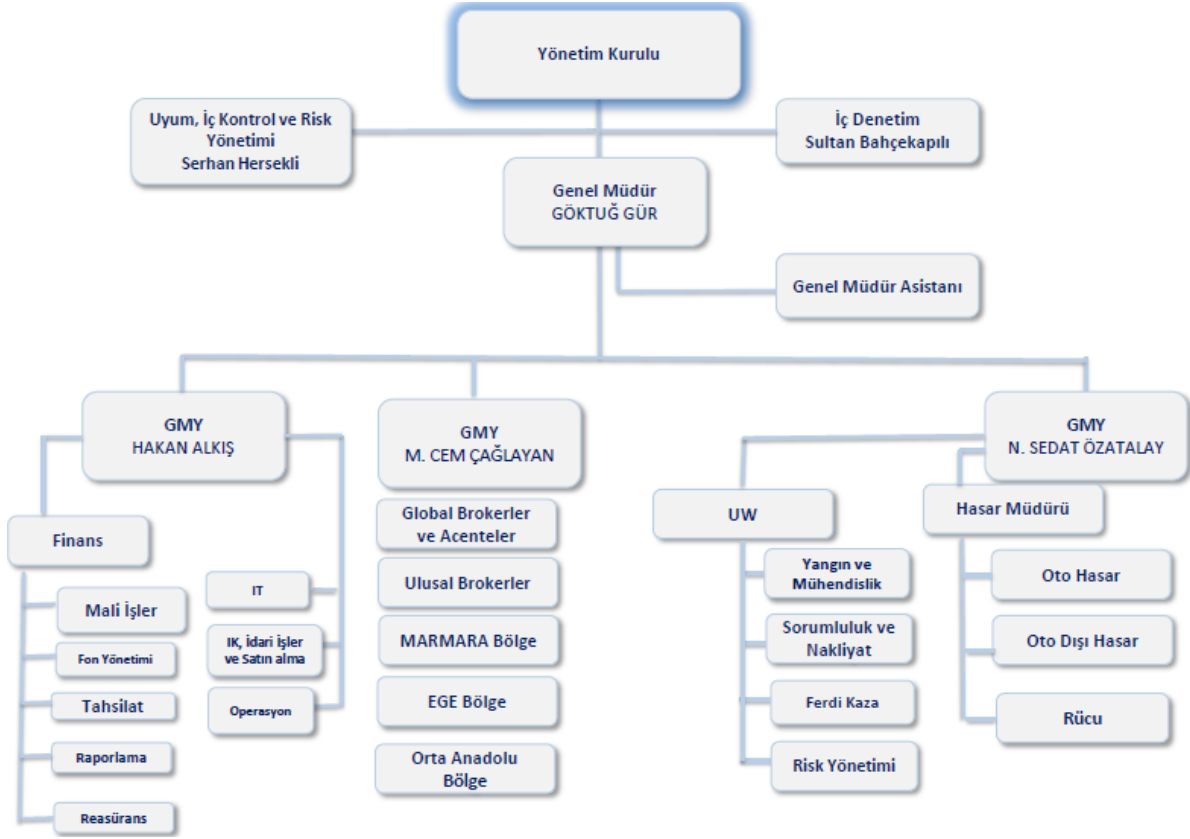 Yönetim Kurulu
Uyum, İç Kontrol ve Risk
Yönetimi
Serhan Hersekli
İç Denetim
Sultan Bahçekapılı
Genel Müdür
GÖKTUĞ GÜR
Genel Müdür Asistanı
GMY
HAKAN ALKIŞ
GMY
M. CEM ÇAĞLAYAN
GMY
N. SEDAT ÖZATALAY
Finans
Mali İşler
Fon Yönetimi
Tahsilat
Raporlama
Reasürans
IT
IK, İdari İşler
ve Satın alma
Operasyon
Global Brokerler
ve Acenteler
Ulusal Brokerler
MARMARA Bölge
EGE Bölge
Orta Anadolu
Bölge
UW
Yangın ve
Mühendislik
Sorumluluk ve
Nakliyat
Ferdi Kaza
Risk Yönetimi
Hasar Müdürü
Oto Hasar
Oto Dışı Hasar
Rücu